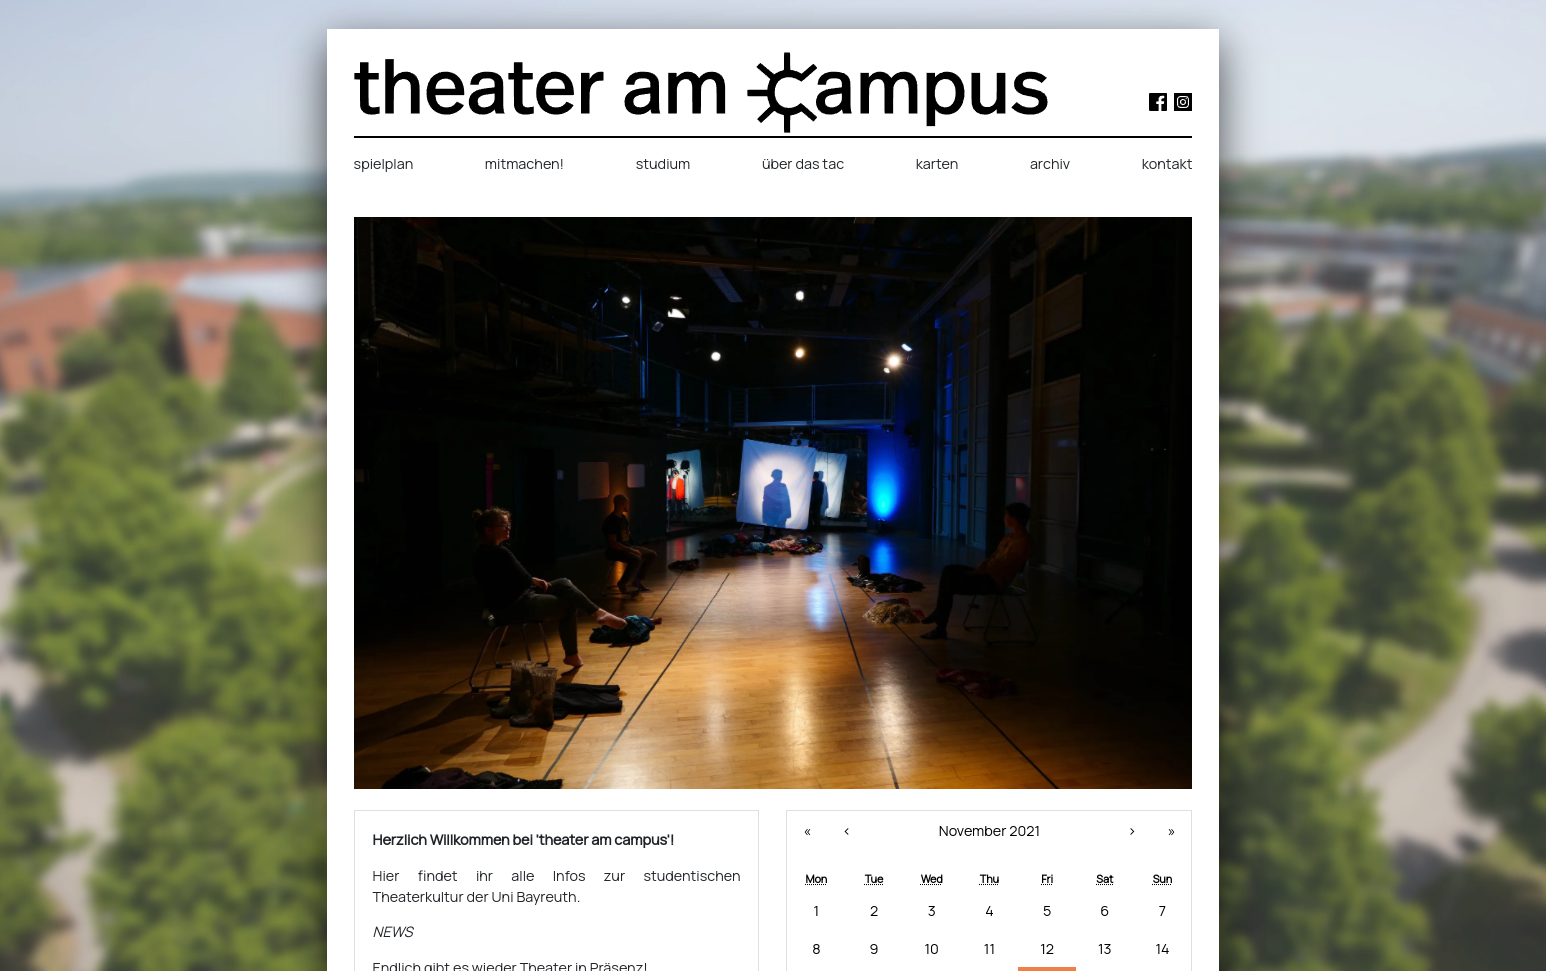 theater am campus
spielplan mitmachen! studium über das tac karten archiv kontakt
Herzlich Willkommen bei 'theater am campus'!
Hier findet ihr alle Infos zur studentischen
Theaterkultur der Uni Bayreuth.
NEWS
Endlich gibt es wieder Theater in Präsenz!
« ‹ November 2021 › »
Mon Tue Wed Thu Fri Sat Sun
1 2 3 4 5 6 7
8 9 10 11 12 13 14